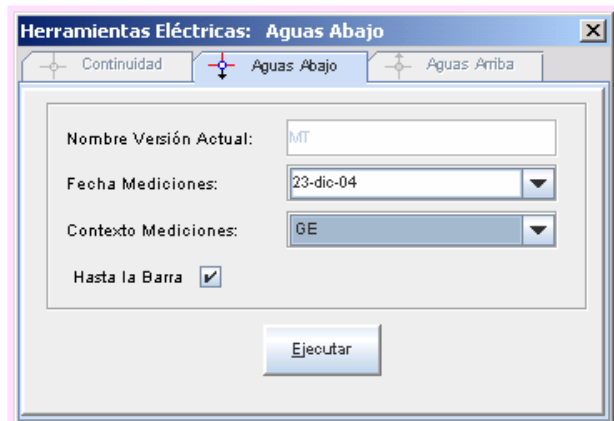 Herramientas Eléctricas: Aguas Abajo
Continuidad Aguas Abajo Aguas Arriba
Nombre Versión Actual: MT
Fecha Mediciones: 23-dic-04
Contexto Mediciones: GE
Hasta la Barra
Ejecutar